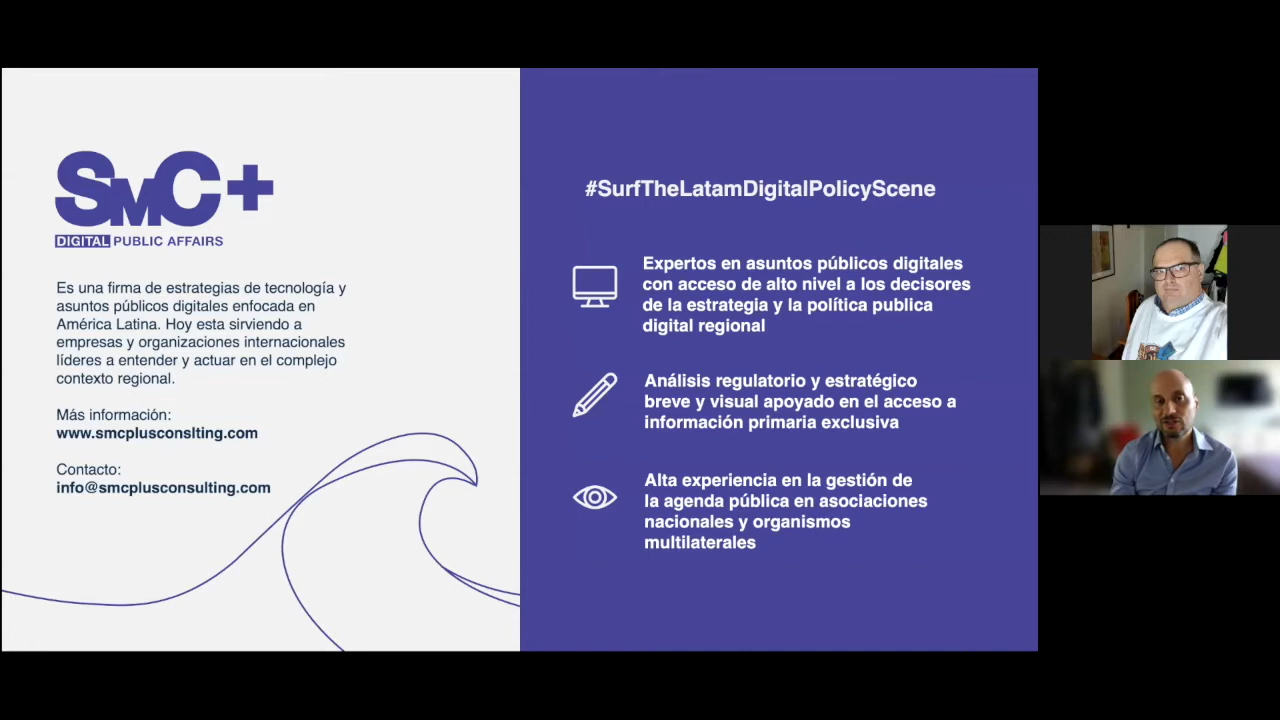 SMC+
DIGITAL PUBLIC AFFAIRS
Es una firma de estrategias de tecnología y
asuntos públicos digitales enfocada en
América Latina. Hoy esta sirviendo a
empresas y organizaciones internacionales
líderes a entender y actuar en el complejo
contexto regional.
Más información:
www.smcplusconslting.com
Contacto:
info@smcplusconsulting.com
#SurfTheLatamDigitalPolicyScene
Expertos en asuntos públicos digitales
con acceso de alto nivel a los decisores
de la estrategia y la política publica
digital regional
Análisis regulatorio y estratégico
breve y visual apoyado en el acceso a
información primaria exclusiva
Alta experiencia en la gestión de
la agenda pública en asociaciones
nacionales y organismos
multilaterales